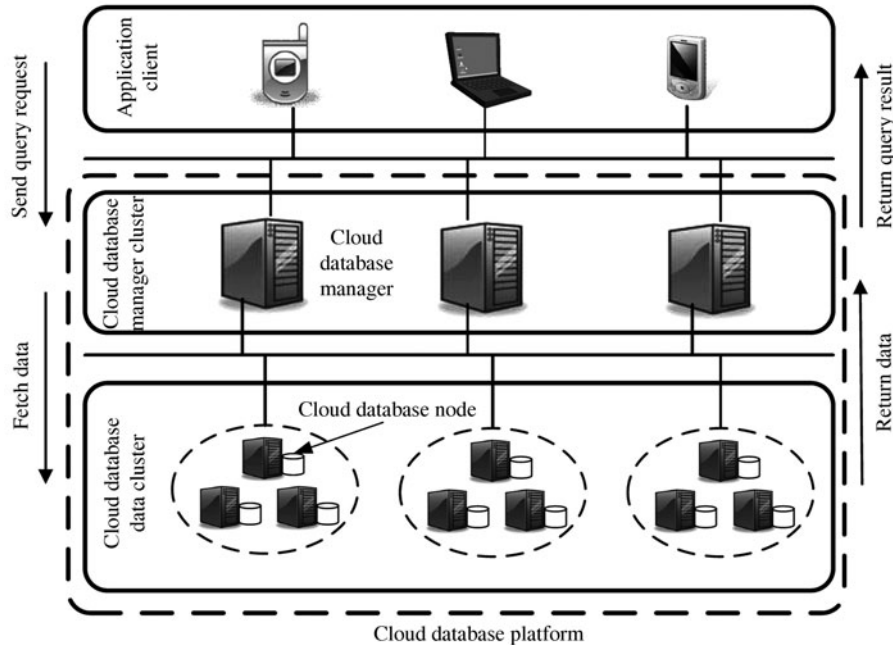 Send query request
Application
client
Return query result
Cloud database
manager cluster
Cloud
database
manager
Fetch data
Return data
Cloud database
data cluster
Cloud database node
Cloud database platform